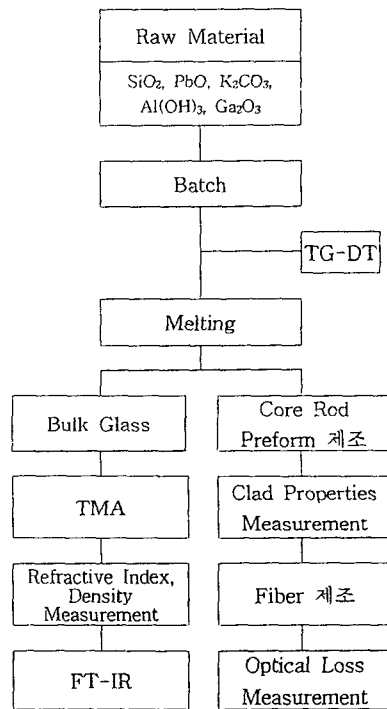 Raw Material
SiO₂, PbO, K₂CO₃,
Al(OH)₃, Ga₂O₃
Batch
TG-DT
Melting
Bulk Glass
Core Rod
Preform 제조
TMA
Clad Properties
Measurement
Refractive Index,
Density
Measurement
Fiber 제조
FT-IR
Optical Loss
Measurement